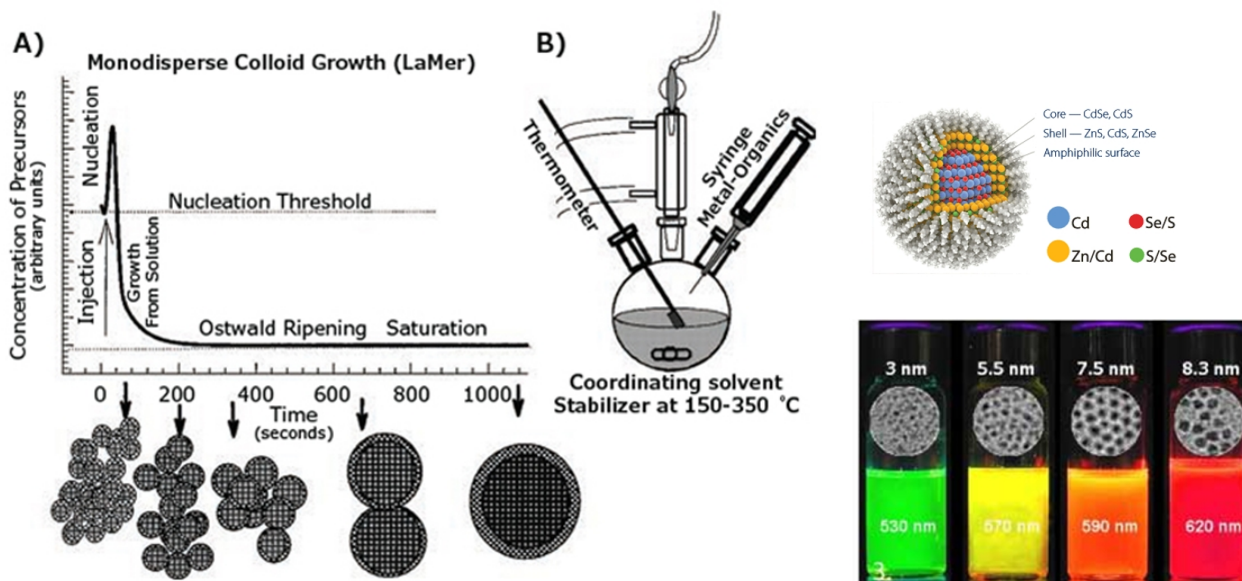 A)
Monodisperse Colloid Growth (LaMer)
Concentration of Precursors
(arbitrary units)
Nucleation
Nucleation Threshold
Injection
Growth
From Solution
Ostwald Ripening Saturation
0 200 400 600 800 1000
Time
(seconds)
B)
Thermometer
Syringe
Metal-Organics
Coordinating solvent
Stabilizer at 150-350 °C
Core — CdSe, CdS
Shell — ZnS, CdS, ZnSe
Amphiphilic surface
Cd Se/S
Zn/Cd S/Se
3 nm 5.5 nm 7.5 nm 8.3 nm
530 nm 570 nm 590 nm 620 nm
3.